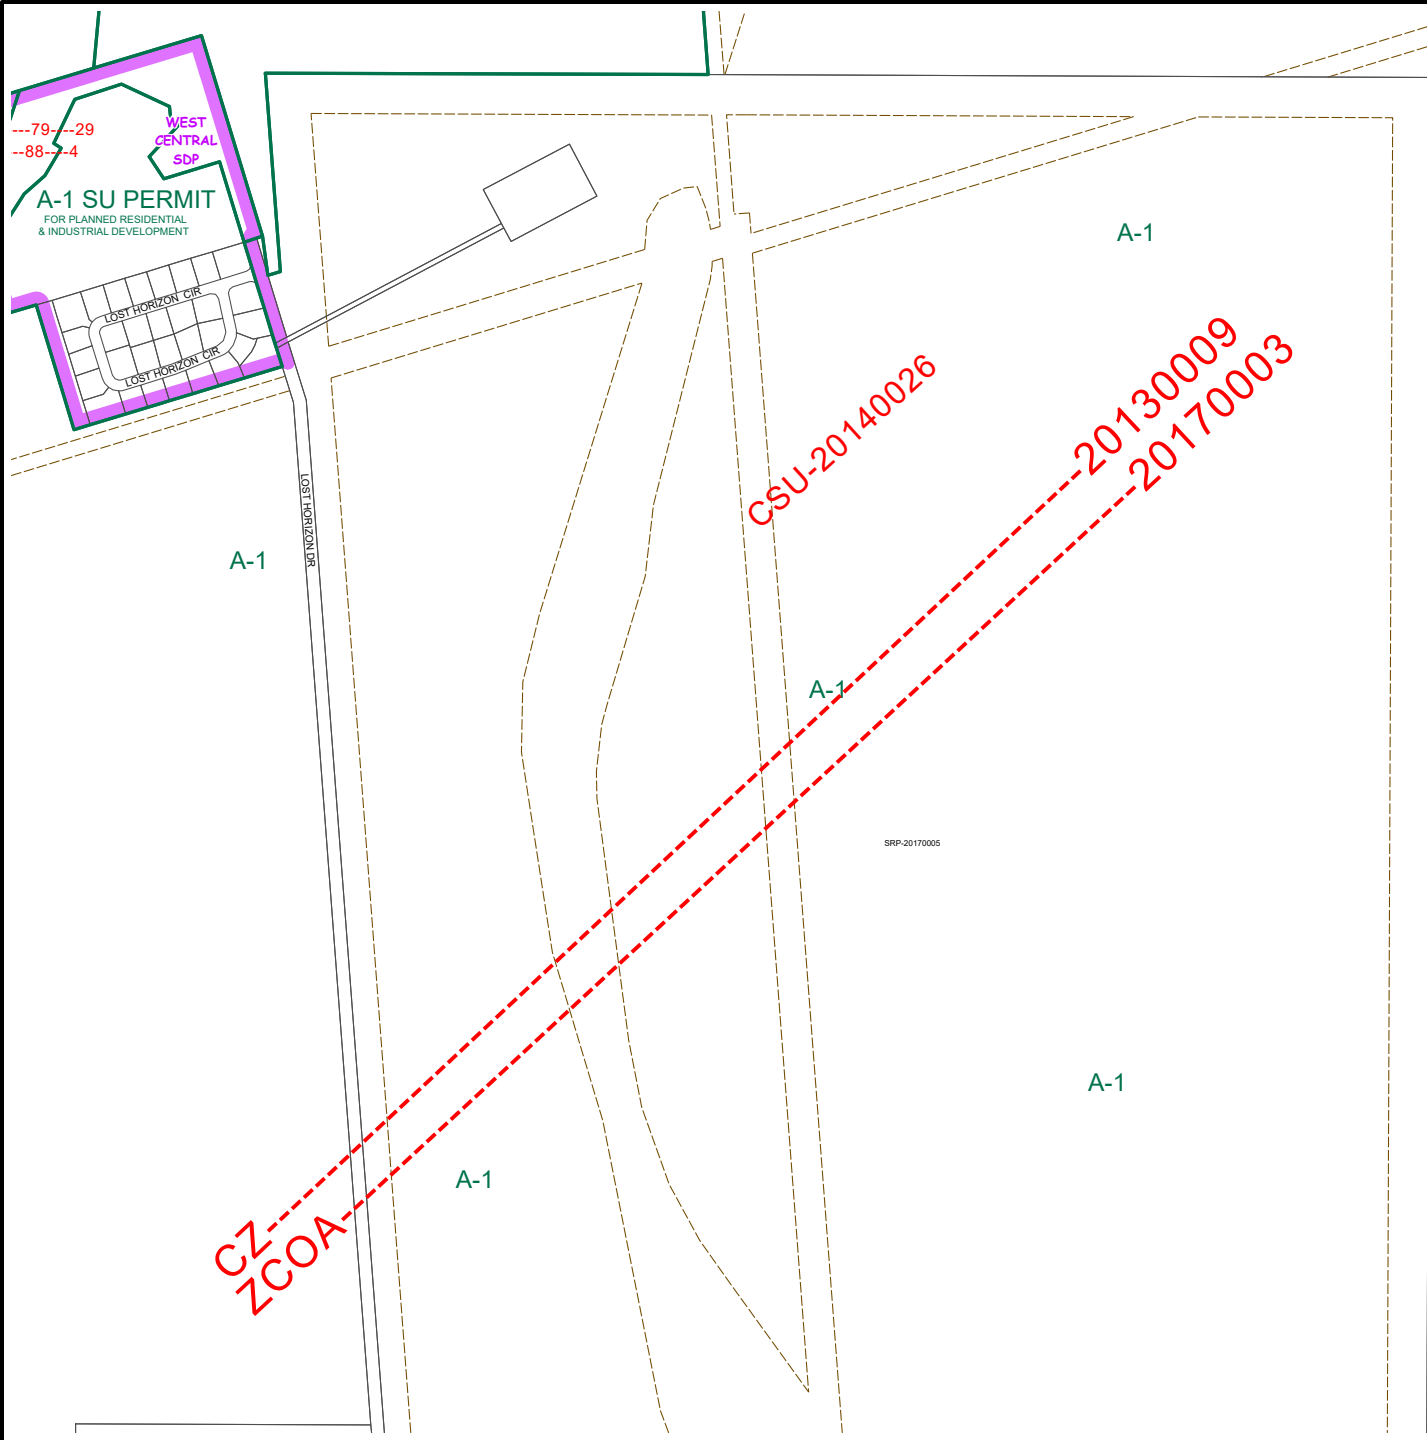 WEST
CENTRAL
SDP
---79---29
--88----4
A-1 SU PERMIT
FOR PLANNED RESIDENTIAL
& INDUSTRIAL DEVELOPMENT
A-1
LOST HORIZON CIR
LOST HORIZON CIR
LOST HORIZON DR
CSU-20140026
CZ-----20130009
ZCOA-----20170003
A-1
A-1
SRP-20170005
A-1
A-1